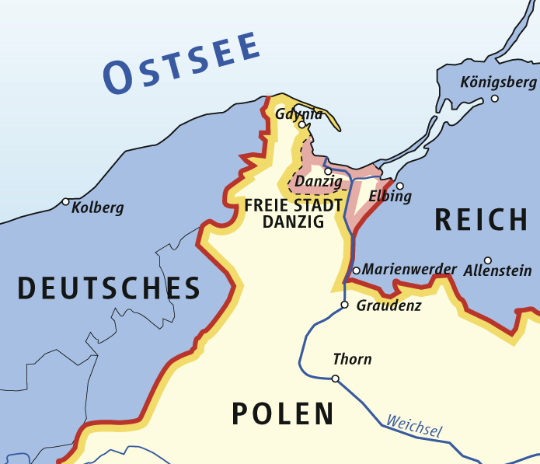 OSTSEE
Königsberg
Gdynia
Danzig
Elbing
Kolberg
FREIE STADT
DANZIG
REICH
DEUTSCHES
Marienwerder
Allenstein
Graudenz
Thorn
POLEN
Weichsel